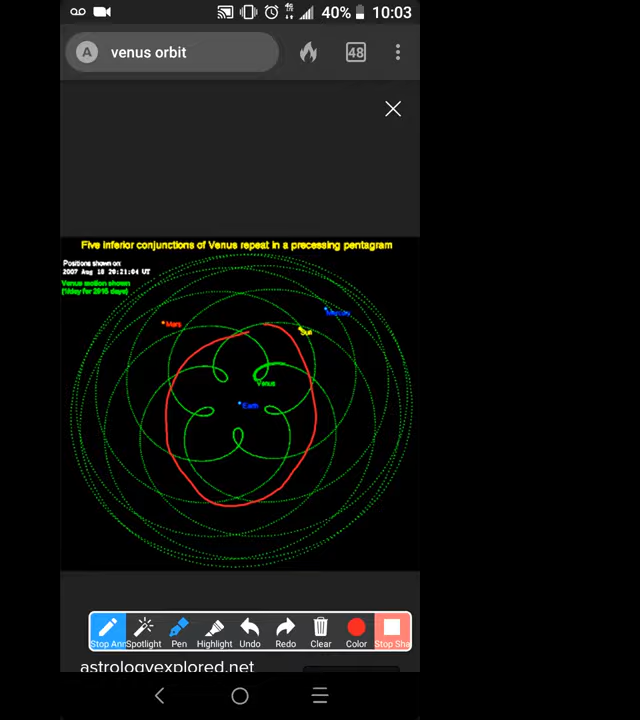 40% 10:03
A venus orbit 48
Five inferior conjunctions of Venus repeat in a precessing pentagram
Positions shown on:
2007 Aug 18 20:21:04 UT
Venus motion shown
Mercury
Mars
Sun
Venus
Earth
Stop Ann Spotlight Pen Highlight Undo Redo Clear Color Stop Sha
astrologyexplored.net